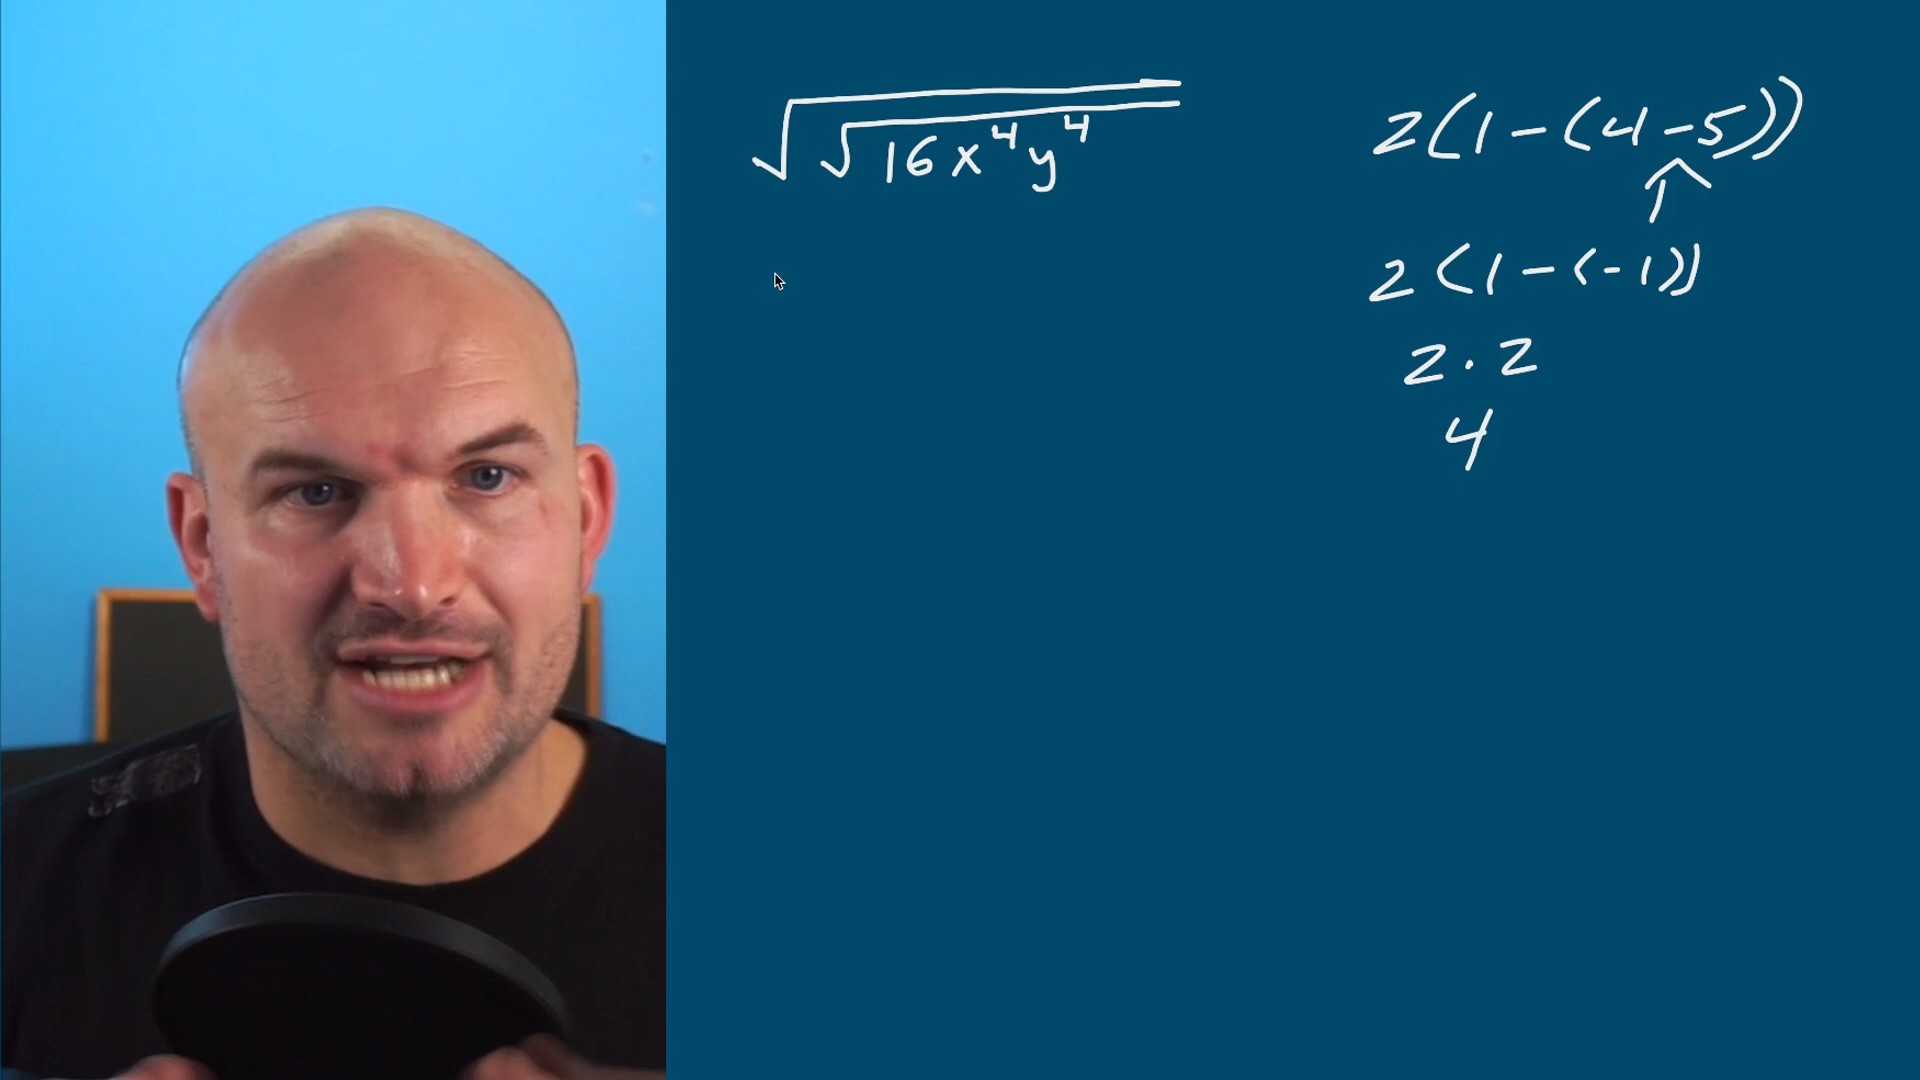 √√16x⁴y⁴
2(1-(4-5))
2(1-(-1))
2·2
4